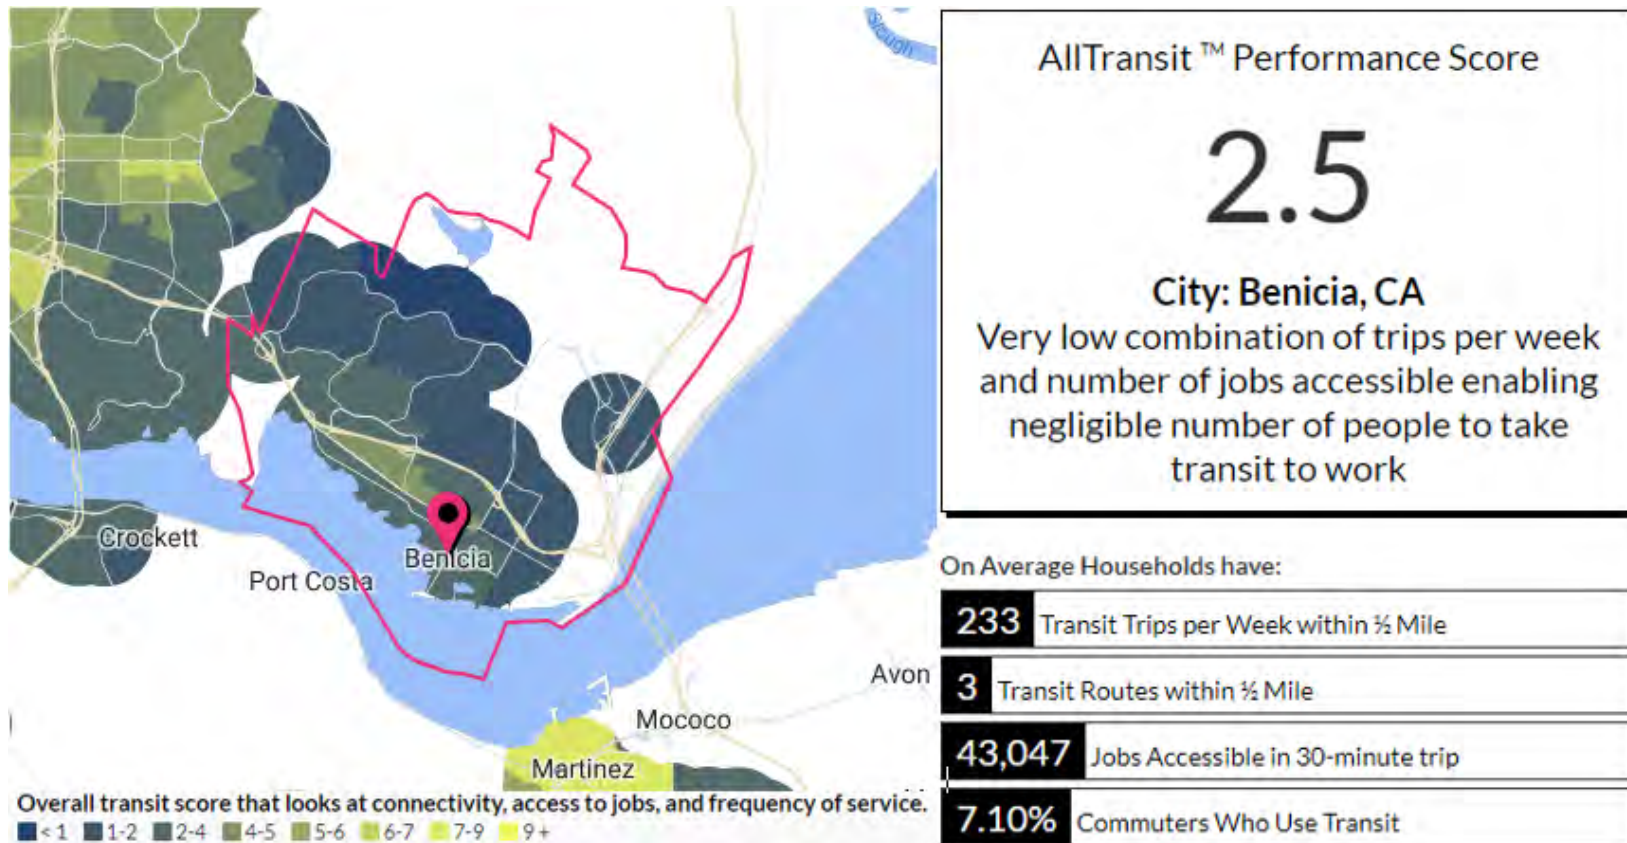 Slough
Crockett
Port Costa
Benicia
Avon
Mococo
Martinez
Overall transit score that looks at connectivity, access to jobs, and frequency of service.
< 1 1-2 2-4 4-5 5-6 6-7 7-9 9 +
AllTransit ™ Performance Score
2.5
City: Benicia, CA
Very low combination of trips per week
and number of jobs accessible enabling
negligible number of people to take
transit to work
On Average Households have:
233 Transit Trips per Week within ½ Mile
3 Transit Routes within ½ Mile
43,047 Jobs Accessible in 30-minute trip
7.10% Commuters Who Use Transit